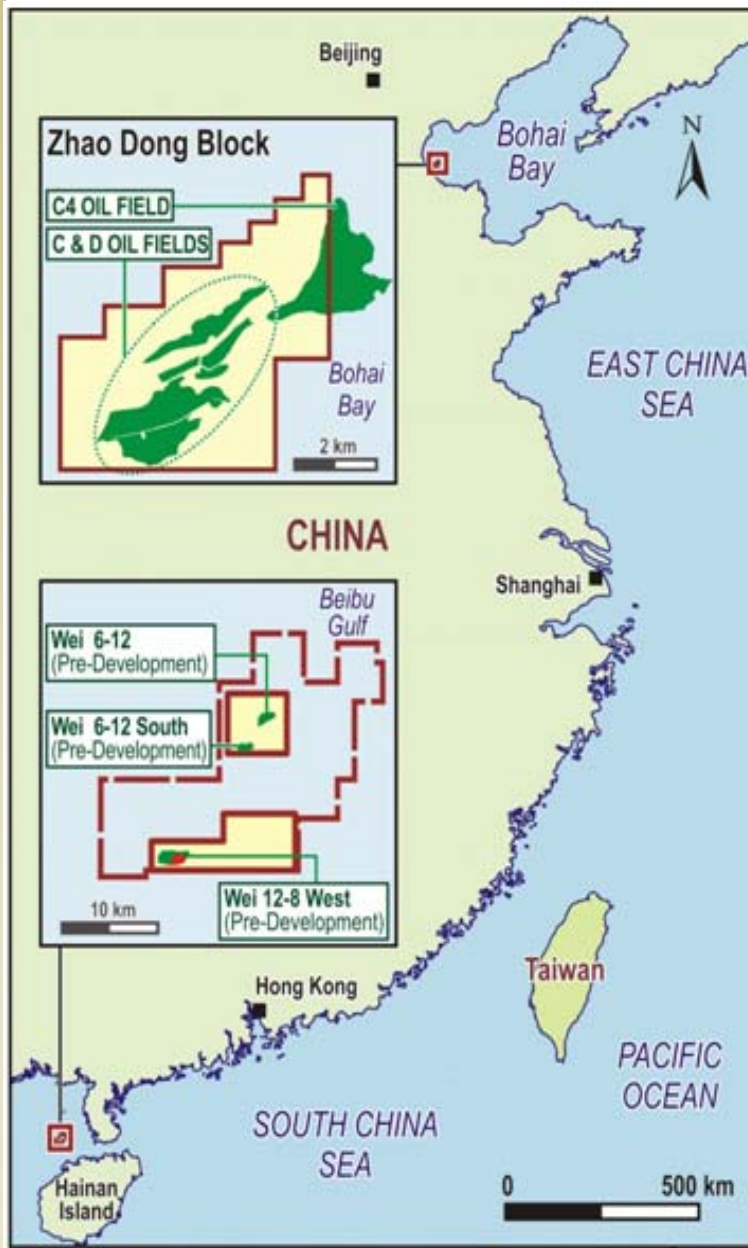 Beijing
Bohai
Bay
N
Zhao Dong Block
C4 OIL FIELD
C & D OIL FIELDS
Bohai
Bay
2 km
EAST CHINA
SEA
CHINA
Shanghai
Beibu
Gulf
Wei 6-12
(Pre-Development)
Wei 6-12 South
(Pre-Development)
Wei 12-8 West
(Pre-Development)
10 km
Hong Kong
Taiwan
PACIFIC
OCEAN
SOUTH CHINA
SEA
Hainan
Island
0 500 km